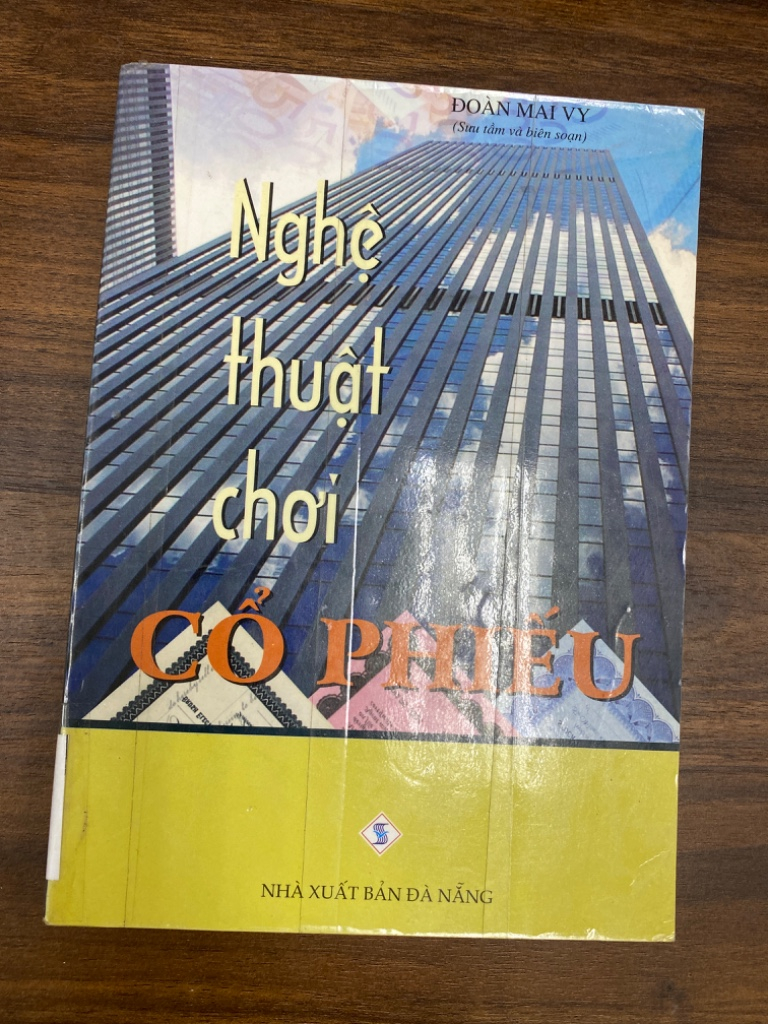 ĐOÀN MAI VY
(Sưu tầm và biên soạn)
Nghệ
thuật
chơi
CỔ PHIẾU
NHÀ XUẤT BẢN ĐÀ NẴNG